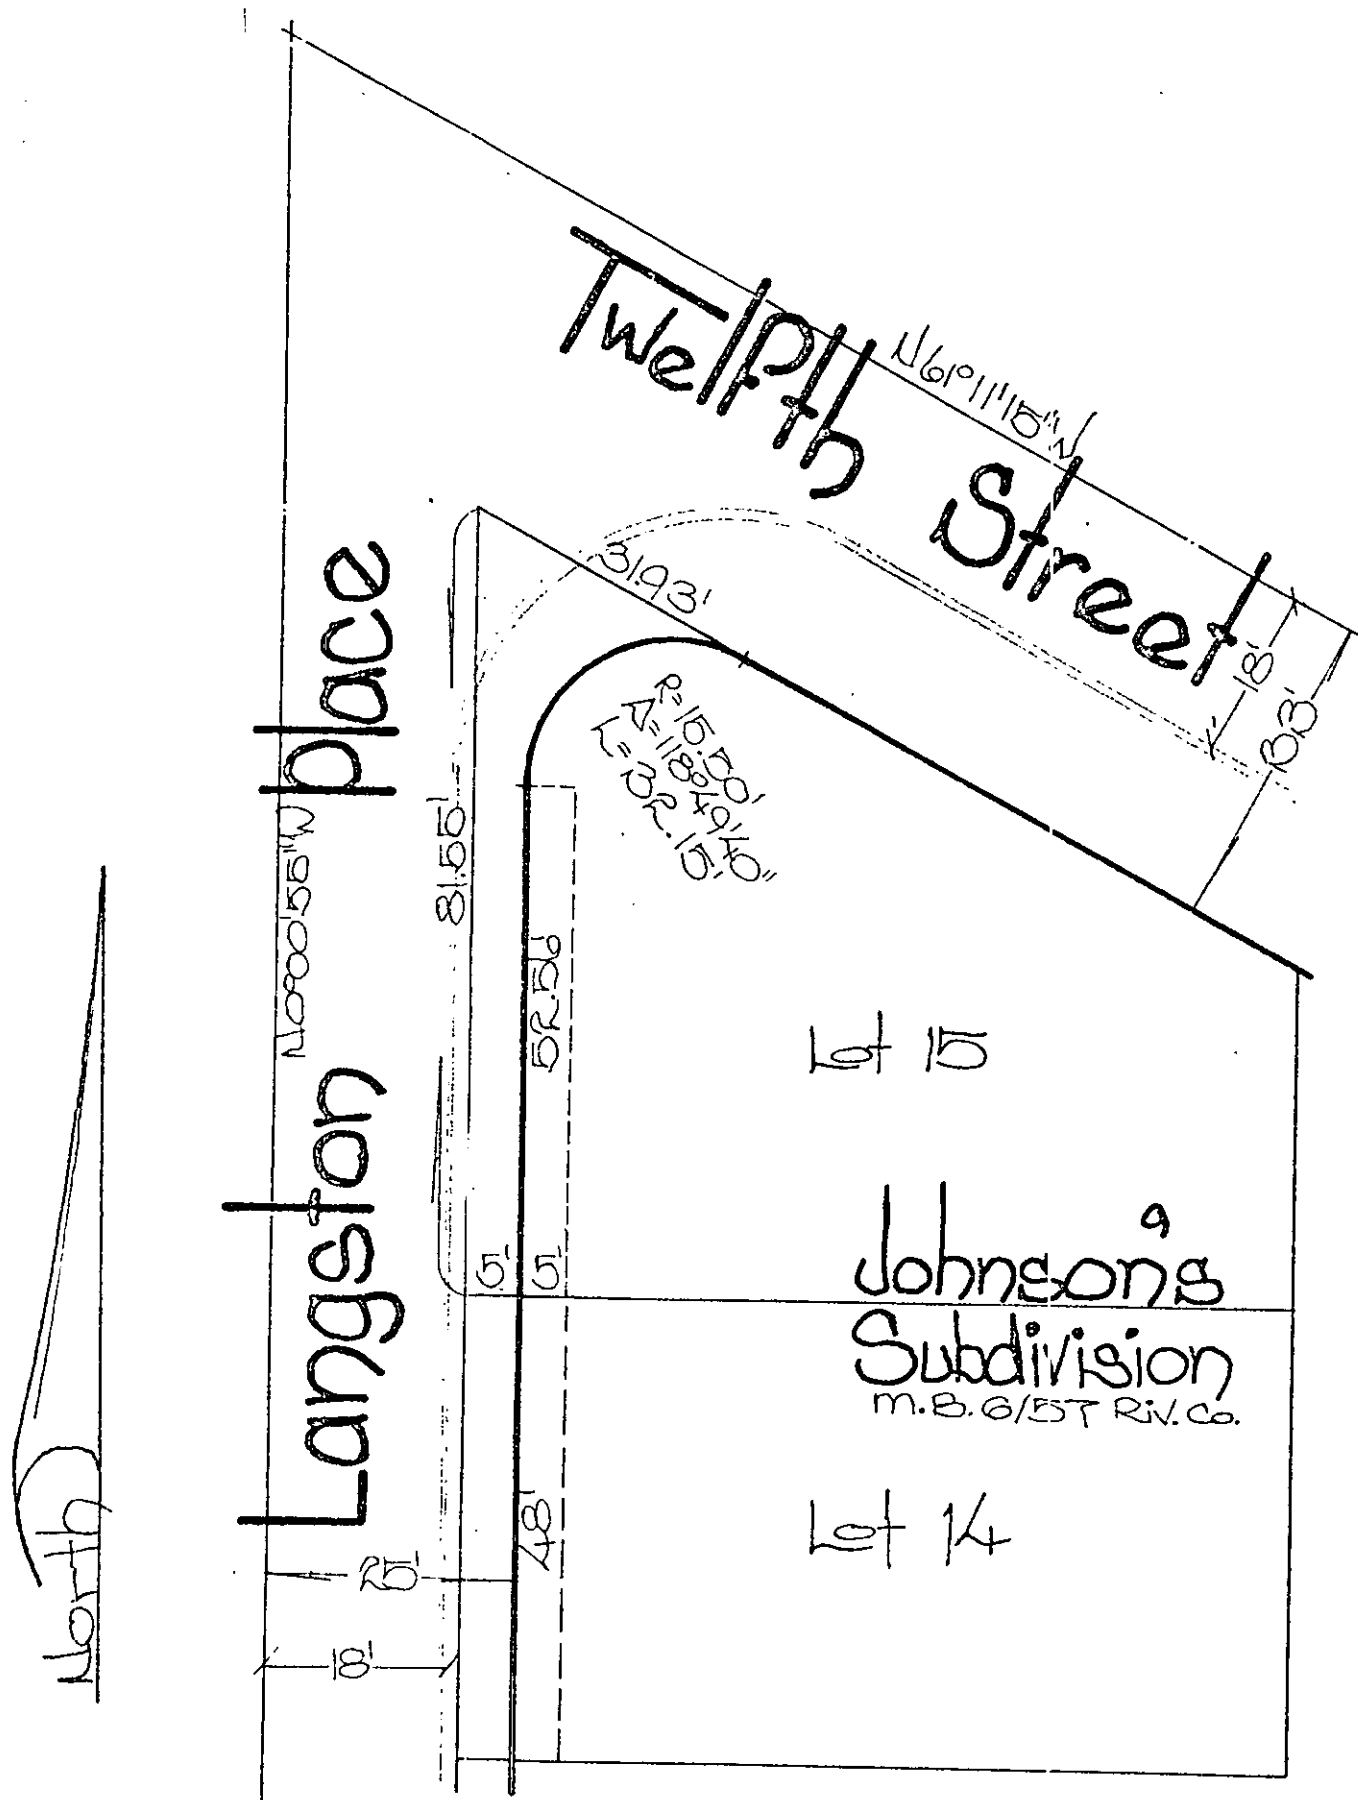 Twelfth Street
N61°11'15"W
31.93'
18'
33'
R=15.50'
Δ=118°49'40"
L=32.15'
Langston place
N0°00'55"W
81.55'
52.56'
Lot 15
5' 5'
Johnson's
Subdivision
M.B. 6/57 Riv. Co.
48'
Lot 14
25'
18'
North